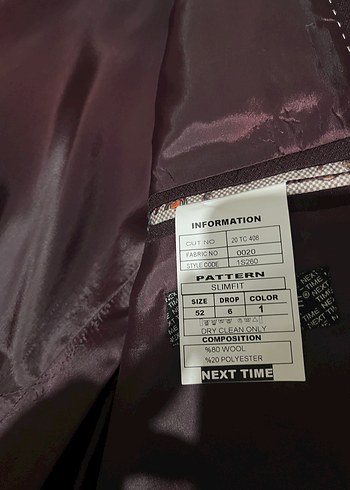 INFORMATION
CUT NO 20 TC 408
FABRIC NO 0020
STYLE CODE 1S260
PATTERN
SLIMFIT
SIZE DROP COLOR
52 6 1
DRY CLEAN ONLY
COMPOSITION
%80 WOOL
%20 POLYESTER
NEXT TIME